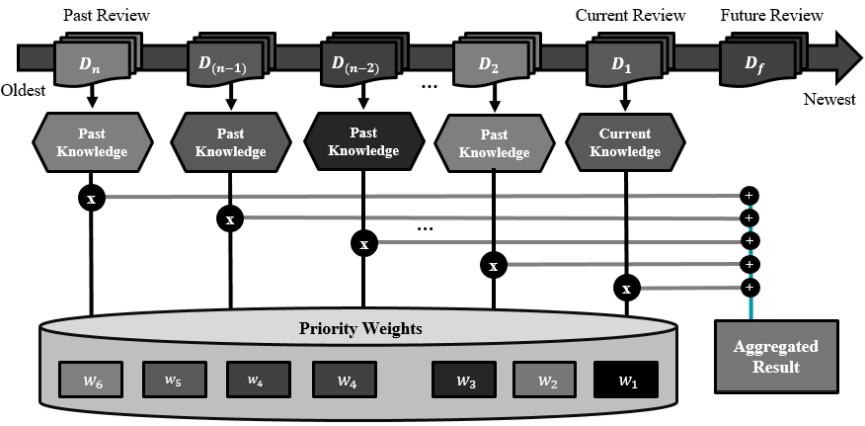 Past Review
Current Review
Future Review
Dₙ
D₍ₙ₋₁₎
D₍ₙ₋₂₎
...
D₂
D₁
D_f
Oldest
Newest
Past
Knowledge
Past
Knowledge
Past
Knowledge
Past
Knowledge
Current
Knowledge
x
+
x
+
...
x
+
x
+
x
+
Priority Weights
Aggregated
Result
w₆
w₅
w₄
w₄
w₃
w₂
w₁